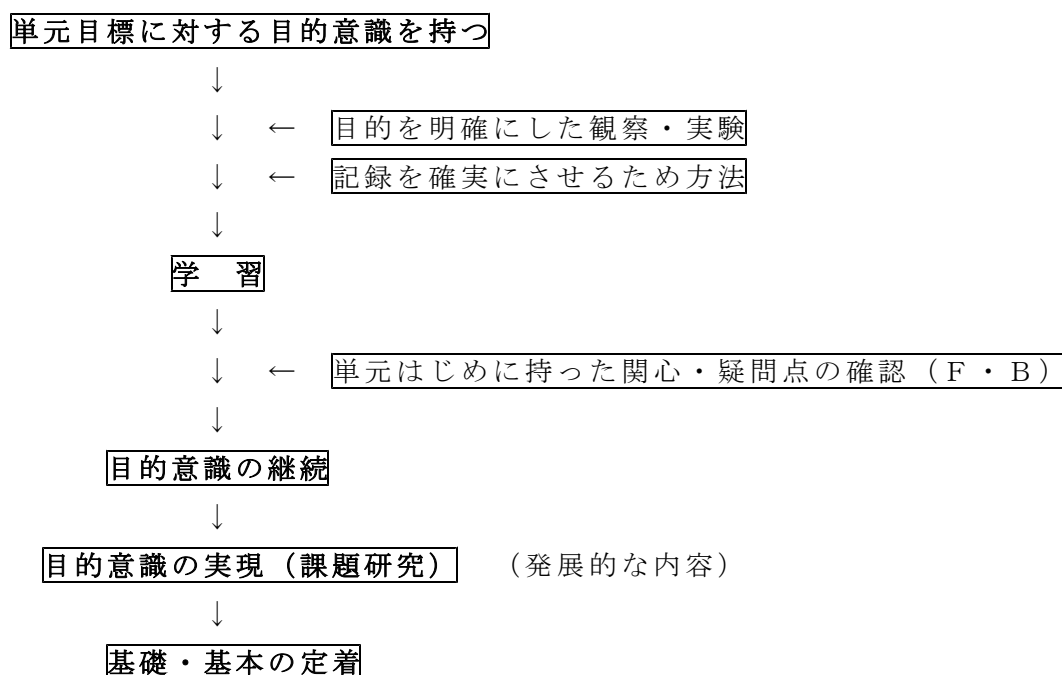 単元目標に対する目的意識を持つ
↓
↓ ← 目的を明確にした観察・実験
↓ ← 記録を確実にさせるため方法
↓
学 習
↓
↓ ← 単元はじめに持った関心・疑問点の確認（Ｆ・Ｂ）
↓
目的意識の継続
↓
目的意識の実現（課題研究） （発展的な内容）
↓
基礎・基本の定着